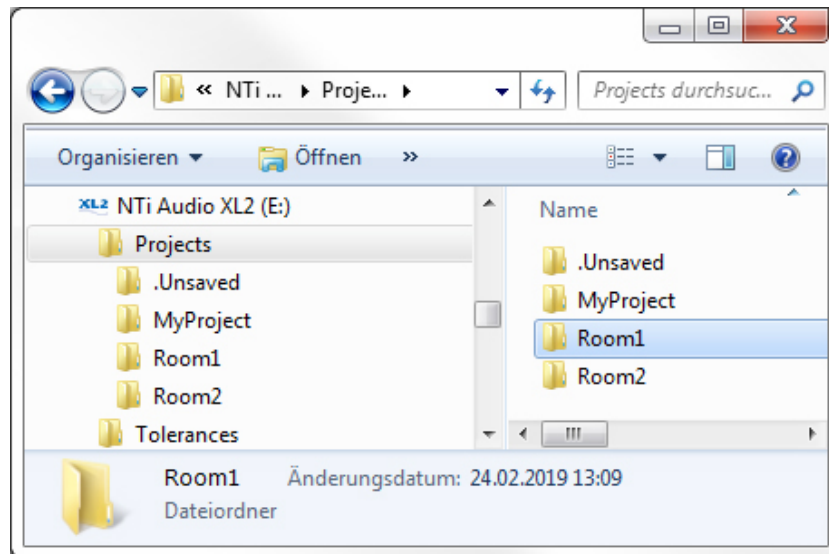 « NTi ... Proje... Projects durchsuc...
Organisieren Öffnen »
XL2 NTi Audio XL2 (E:)
Projects
.Unsaved
MyProject
Room1
Room2
Tolerances
Name
.Unsaved
MyProject
Room1
Room2
Room1 Änderungsdatum: 24.02.2019 13:09
Dateiordner